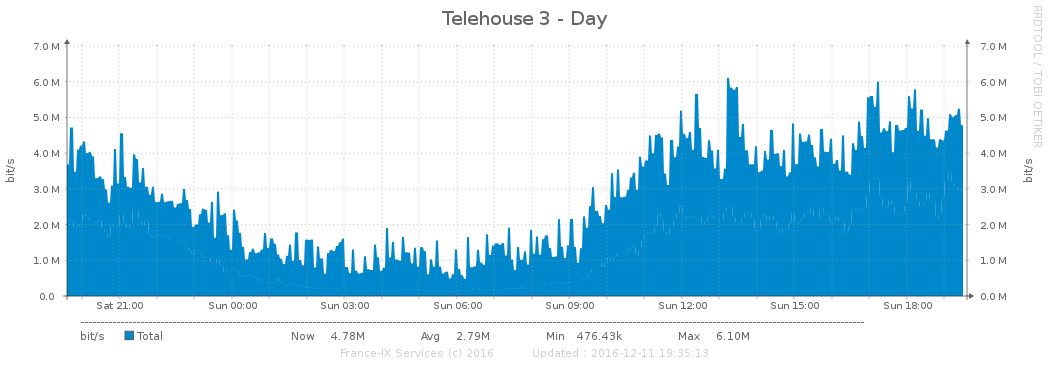 Telehouse 3 - Day
RRDTOOL / TOBI OETIKER
7.0 M 7.0 M
6.0 M 6.0 M
5.0 M 5.0 M
4.0 M 4.0 M
3.0 M 3.0 M
2.0 M 2.0 M
1.0 M 1.0 M
0.0 0.0 M
bit/s
bit/s
Sat 21:00 Sun 00:00 Sun 03:00 Sun 06:00 Sun 09:00 Sun 12:00 Sun 15:00 Sun 18:00
bit/s Total Now 4.78M Avg 2.79M Min 476.43k Max 6.10M
France-IX Services (c) 2016 Updated : 2016-12-11 19:35:13